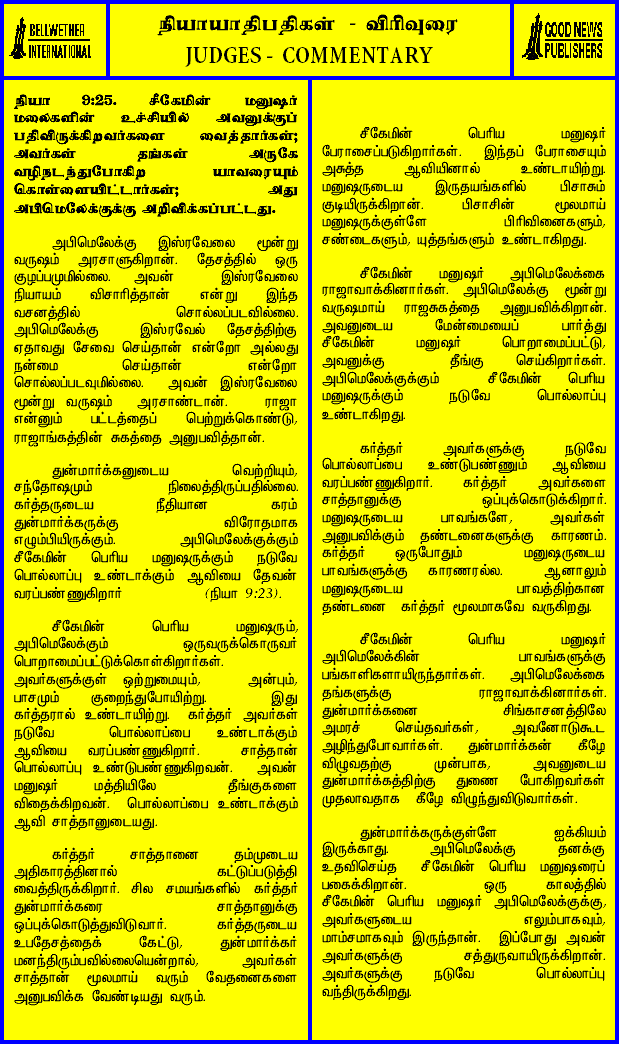 BELLWETHER
INTERNATIONAL
நியாயாதிபதிகள் - விரிவுரை
JUDGES - COMMENTARY
GOOD NEWS
PUBLISHERS
நியா 9:25. சீகேமின் மனுஷர்
மலைகளின் உச்சியில் அவனுக்குப்
பதிவிருக்கிறவர்களை வைத்தார்கள்;
அவர்கள் தங்கள் அருகே
வழிநடந்துபோகிற யாவரையும்
கொள்ளையிட்டார்கள்; அது
அபிமெலேக்குக்கு அறிவிக்கப்பட்டது.
அபிமெலேக்கு இஸ்ரவேலை மூன்று
வருஷம் அரசாளுகிறான். தேசத்தில் ஒரு
குழப்பமுமில்லை. அவன் இஸ்ரவேலை
நியாயம் விசாரித்தான் என்று இந்த
வசனத்தில் சொல்லப்படவில்லை.
அபிமெலேக்கு இஸ்ரவேல் தேசத்திற்கு
ஏதாவது சேவை செய்தான் என்றோ அல்லது
நன்மை செய்தான் என்றோ
சொல்லப்படவுமில்லை. அவன் இஸ்ரவேலை
மூன்று வருஷம் அரசாண்டான். ராஜா
என்னும் பட்டத்தைப் பெற்றுக்கொண்டு,
ராஜாங்கத்தின் சுகத்தை அனுபவித்தான்.
துன்மார்க்கனுடைய வெற்றியும்,
சந்தோஷமும் நிலைத்திருப்பதில்லை.
கர்த்தருடைய நீதியான கரம்
துன்மார்க்கருக்கு விரோதமாக
எழும்பியிருக்கும். அபிமெலேக்குக்கும்
சீகேமின் பெரிய மனுஷருக்கும் நடுவே
பொல்லாப்பு உண்டாக்கும் ஆவியை தேவன்
வரப்பண்ணுகிறார் (நியா 9:23).
சீகேமின் பெரிய மனுஷரும்,
அபிமெலேக்கும் ஒருவருக்கொருவர்
பொறாமைப்பட்டுக்கொள்கிறார்கள்.
அவர்களுக்குள் ஒற்றுமையும், அன்பும்,
பாசமும் குறைந்துபோயிற்று. இது
கர்த்தரால் உண்டாயிற்று. கர்த்தர் அவர்கள்
நடுவே பொல்லாப்பை உண்டாக்கும்
ஆவியை வரப்பண்ணுகிறார். சாத்தான்
பொல்லாப்பு உண்டுபண்ணுகிறவன். அவன்
மனுஷர் மத்தியிலே தீங்குகளை
விதைக்கிறவன். பொல்லாப்பை உண்டாக்கும்
ஆவி சாத்தானுடையது.
கர்த்தர் சாத்தானை தம்முடைய
அதிகாரத்தினால் கட்டுப்படுத்தி
வைத்திருக்கிறார். சில சமயங்களில் கர்த்தர்
துன்மார்க்கரை சாத்தானுக்கு
ஒப்புக்கொடுத்துவிடுவார். கர்த்தருடைய
உபதேசத்தைக் கேட்டு, துன்மார்க்கர்
மனந்திரும்பவில்லையென்றால், அவர்கள்
சாத்தான் மூலமாய் வரும் வேதனைகளை
அனுபவிக்க வேண்டியது வரும்.
சீகேமின் பெரிய மனுஷர்
பேராசைப்படுகிறார்கள். இந்தப் பேராசையும்
அசுத்த ஆவியினால் உண்டாயிற்று.
மனுஷருடைய இருதயங்களில் பிசாசும்
குடியிருக்கிறான். பிசாசின் மூலமாய்
மனுஷருக்குள்ளே பிரிவினைகளும்,
சண்டைகளும், யுத்தங்களும் உண்டாகிறது.
சீகேமின் மனுஷர் அபிமெலேக்கை
ராஜாவாக்கினார்கள். அபிமெலேக்கு மூன்று
வருஷமாய் ராஜசுகத்தை அனுபவிக்கிறான்.
அவனுடைய மேன்மையைப் பார்த்து
சீகேமின் மனுஷர் பொறாமைப்பட்டு,
அவனுக்கு தீங்கு செய்கிறார்கள்.
அபிமெலேக்குக்கும் சீகேமின் பெரிய
மனுஷருக்கும் நடுவே பொல்லாப்பு
உண்டாகிறது.
கர்த்தர் அவர்களுக்கு நடுவே
பொல்லாப்பை உண்டுபண்ணும் ஆவியை
வரப்பண்ணுகிறார். கர்த்தர் அவர்களை
சாத்தானுக்கு ஒப்புக்கொடுக்கிறார்.
மனுஷருடைய பாவங்களே, அவர்கள்
அனுபவிக்கும் தண்டனைகளுக்கு காரணம்.
கர்த்தர் ஒருபோதும் மனுஷருடைய
பாவங்களுக்கு காரணரல்ல. ஆனாலும்
மனுஷருடைய பாவத்திற்கான
தண்டனை கர்த்தர் மூலமாகவே வருகிறது.
சீகேமின் பெரிய மனுஷர்
அபிமெலேக்கின் பாவங்களுக்கு
பங்காளிகளாயிருந்தார்கள். அபிமெலேக்கை
தங்களுக்கு ராஜாவாக்கினார்கள்.
துன்மார்க்கனை சிங்காசனத்திலே
அமரச் செய்தவர்கள், அவனோடுகூட
அழிந்துபோவார்கள். துன்மார்க்கன் கீழே
விழுவதற்கு முன்பாக, அவனுடைய
துன்மார்க்கத்திற்கு துணை போகிறவர்கள்
முதலாவதாக கீழே விழுந்துவிடுவார்கள்.
துன்மார்க்கருக்குள்ளே ஐக்கியம்
இருக்காது. அபிமெலேக்கு தனக்கு
உதவிசெய்த சீகேமின் பெரிய மனுஷரைப்
பகைக்கிறான். ஒரு காலத்தில்
சீகேமின் பெரிய மனுஷர் அபிமெலேக்குக்கு,
அவர்களுடைய எலும்பாகவும்,
மாம்சமாகவும் இருந்தான். இப்போது அவன்
அவர்களுக்கு சத்துருவாயிருக்கிறான்.
அவர்களுக்கு நடுவே பொல்லாப்பு
வந்திருக்கிறது.